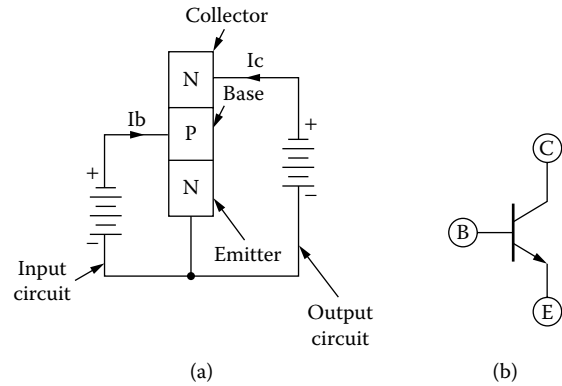 Collector
N
Ic
Base
Ib
P
+
+
N
C
−
−
B
Emitter
Input
circuit
Output
circuit
E
(a)
(b)